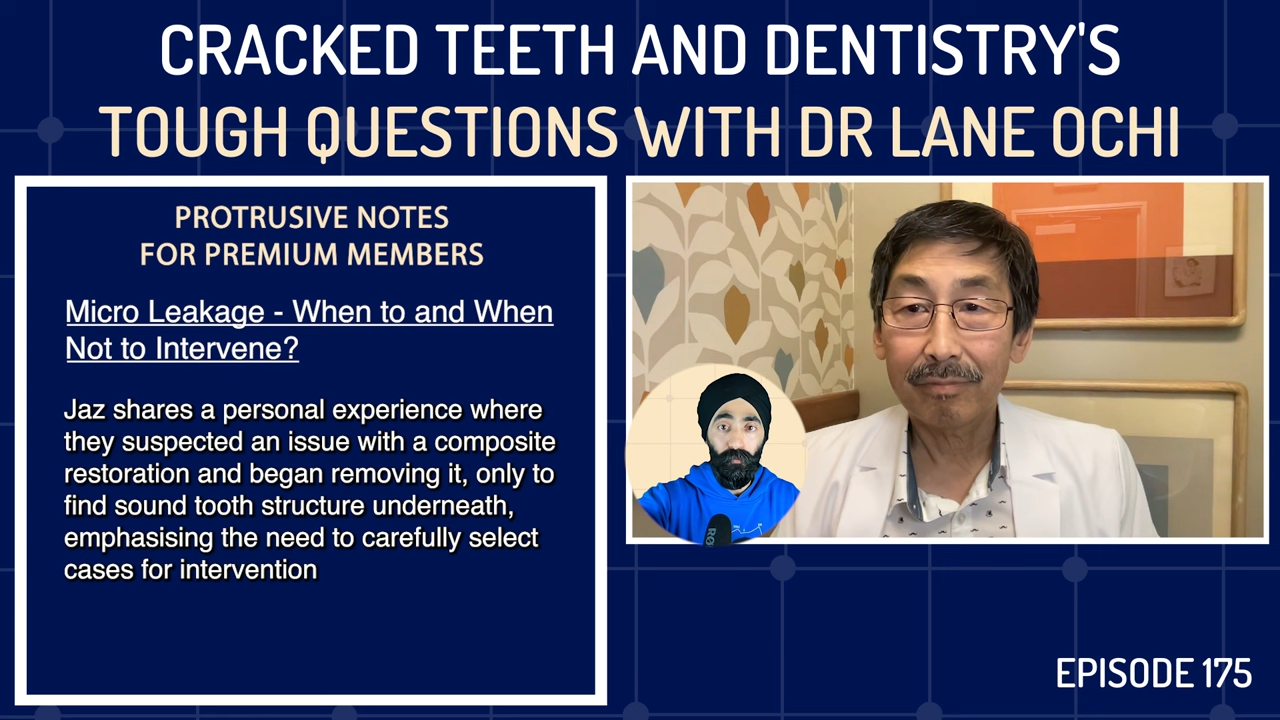 CRACKED TEETH AND DENTISTRY'S
TOUGH QUESTIONS WITH DR LANE OCHI
PROTRUSIVE NOTES
FOR PREMIUM MEMBERS
Micro Leakage - When to and When
Not to Intervene?
Jaz shares a personal experience where
they suspected an issue with a composite
restoration and began removing it, only to
find sound tooth structure underneath,
emphasising the need to carefully select
cases for intervention
EPISODE 175